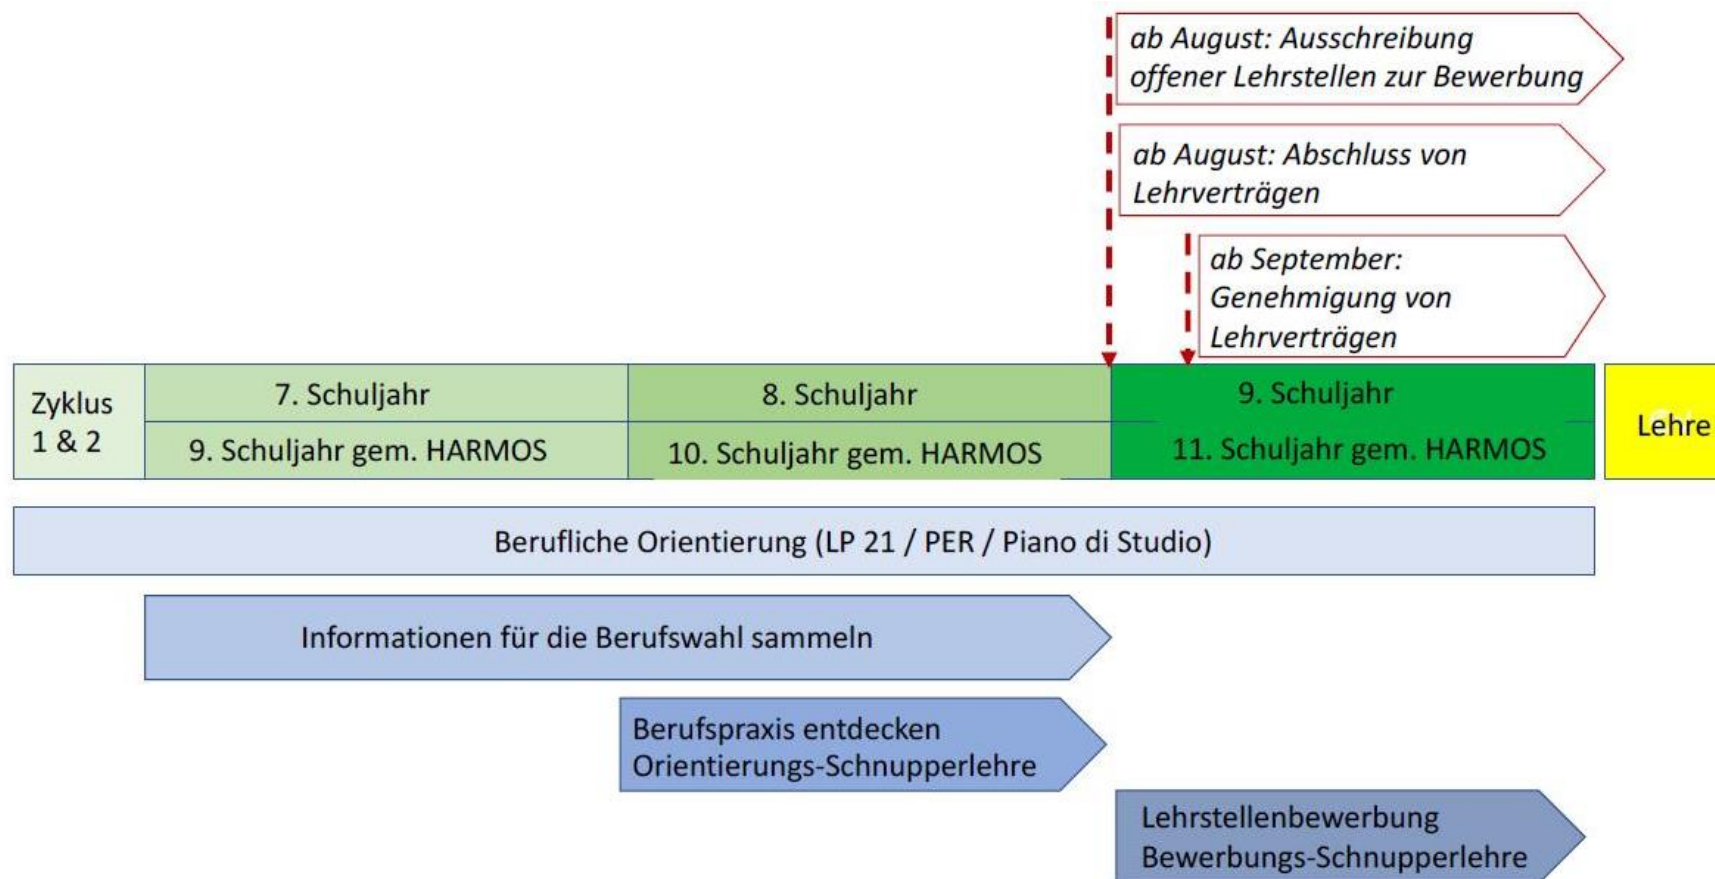 ab August: Ausschreibung
offener Lehrstellen zur Bewerbung
ab August: Abschluss von
Lehrverträgen
ab September:
Genehmigung von
Lehrverträgen
Zyklus
1 & 2
7. Schuljahr
8. Schuljahr
9. Schuljahr
9. Schuljahr gem. HARMOS
10. Schuljahr gem. HARMOS
11. Schuljahr gem. HARMOS
Lehre
Berufliche Orientierung (LP 21 / PER / Piano di Studio)
Informationen für die Berufswahl sammeln
Berufspraxis entdecken
Orientierungs-Schnupperlehre
Lehrstellenbewerbung
Bewerbungs-Schnupperlehre